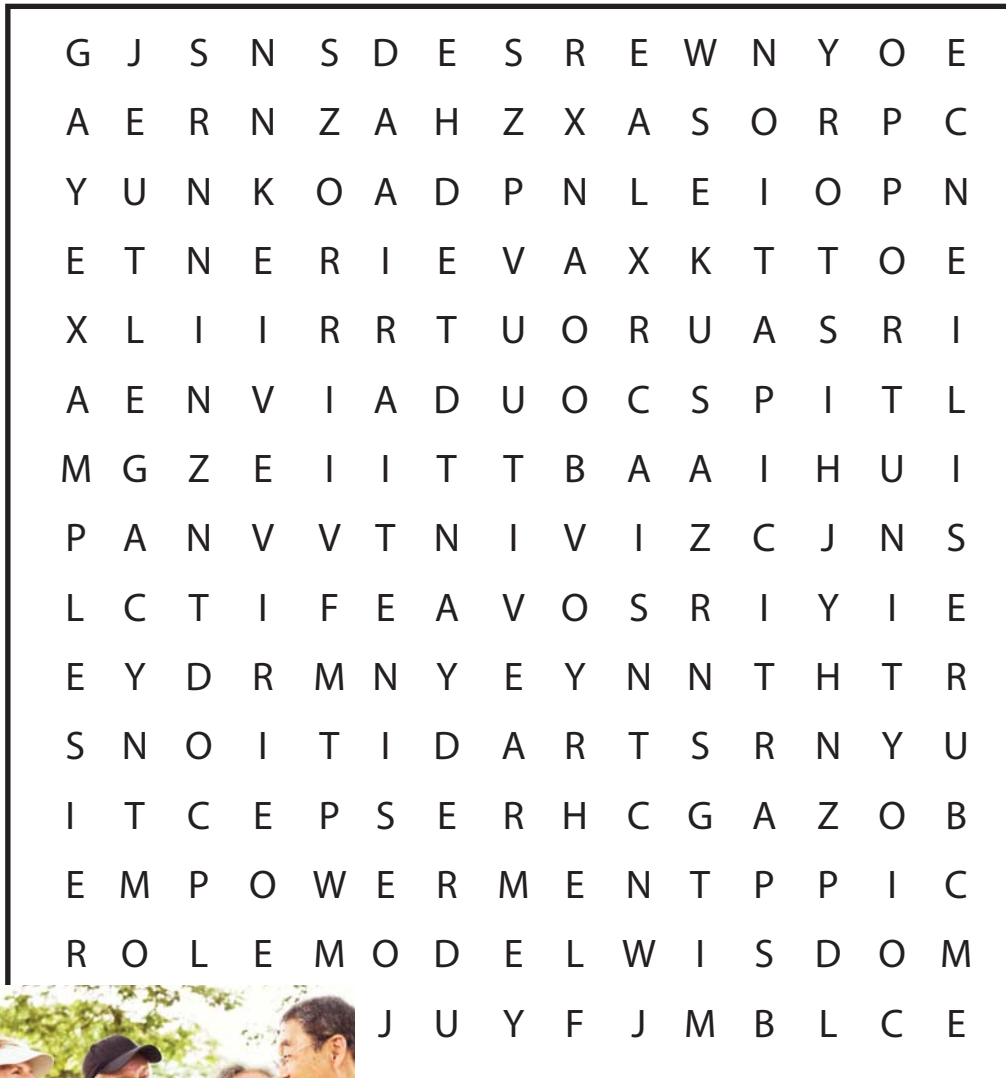 G J S N S D E S R E W N Y O E
A E R N Z A H Z X A S O R P C
Y U N K O A D P N L E I O P N
E T N E R I E V A X K T T O E
X L I I R R T U O R U A S R I
A E N V I A D U O C S P I T L
M G Z E I I T T B A A I H U I
P A N V V T N I V I Z C J N S
L C T I F E A V O S R I Y I E
E Y D R M N Y E Y N N T H T R
S N O I T I D A R T S R N Y U
I T C E P S E R H C G A Z O B
E M P O W E R M E N T P P I C
R O L E M O D E L W I S D O M
J U Y F J M B L C E